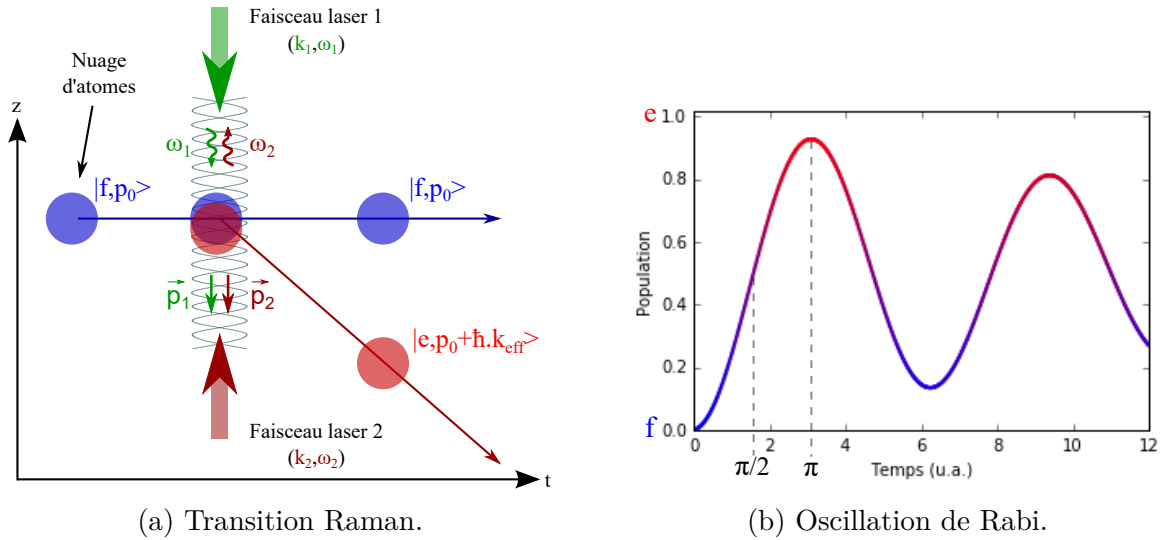 Faisceau laser 1
(k₁,ω₁)
Nuage
d'atomes
z
ω₁
ω₂
|f,p₀>
|f,p₀>
p₁
p₂
|e,p₀+ħ.k_eff>
Faisceau laser 2
(k₂,ω₂)
t
(a) Transition Raman.
e
1.0
0.8
0.6
0.4
0.2
f
0.0
Population
0
2
4
6
8
10
12
π/2
π
Temps (u.a.)
(b) Oscillation de Rabi.